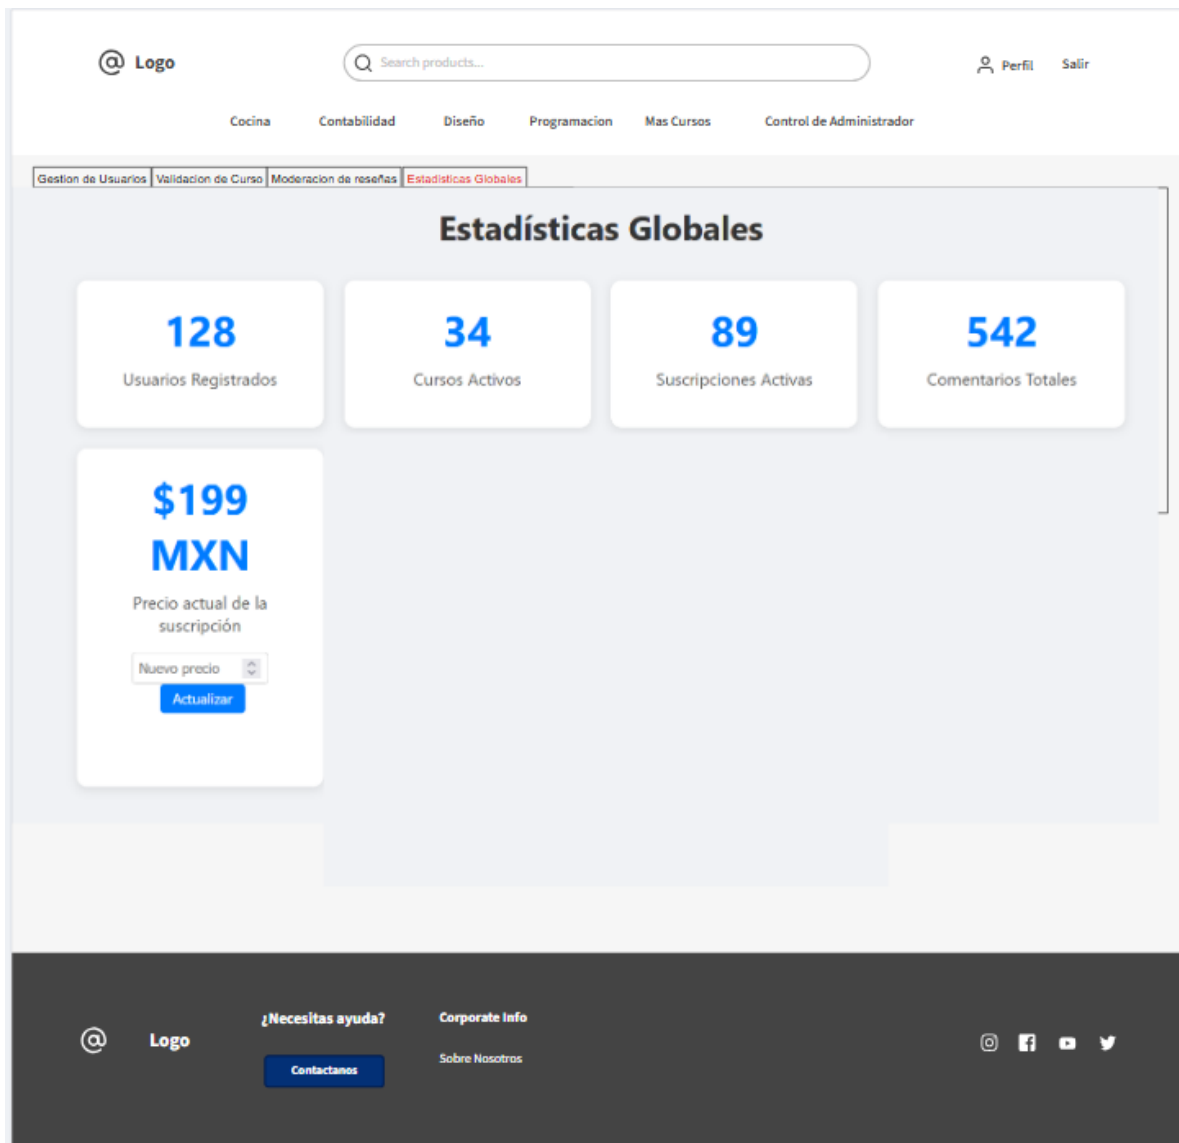 @ Logo
Search products...
Perfil
Salir
Cocina
Contabilidad
Diseño
Programacion
Mas Cursos
Control de Administrador
Gestion de Usuarios
Validacion de Curso
Moderacion de reseñas
Estadisticas Globales
Estadísticas Globales
128
Usuarios Registrados
34
Cursos Activos
89
Suscripciones Activas
542
Comentarios Totales
$199
MXN
Precio actual de la
suscripción
Nuevo precio
Actualizar
@ Logo
¿Necesitas ayuda?
Contactanos
Corporate Info
Sobre Nosotros